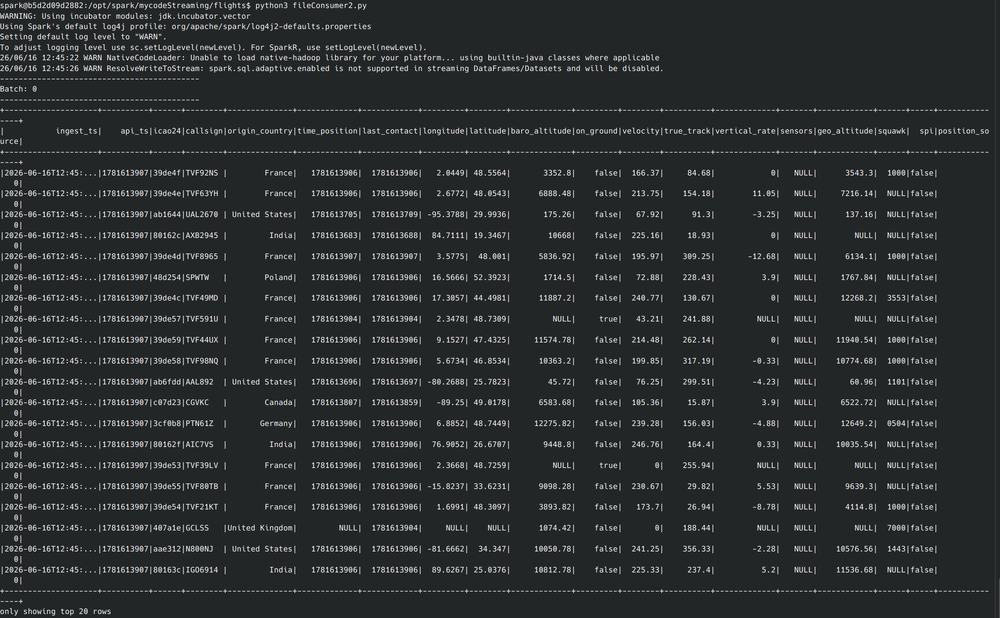 spark@b5d2d09d2882:/opt/spark/mycodeStreaming/flights$ python3 fileConsumer2.py
WARNING: Using incubator modules: jdk.incubator.vector
Using Spark's default log4j profile: org/apache/spark/log4j2-defaults.properties
Setting default log level to "WARN".
To adjust logging level use sc.setLogLevel(newLevel). For SparkR, use setLogLevel(newLevel).
26/06/16 12:45:22 WARN NativeCodeLoader: Unable to load native-hadoop library for your platform... using builtin-java classes where applicable
26/06/16 12:45:26 WARN ResolveWriteToStream: spark.sql.adaptive.enabled is not supported in streaming DataFrames/Datasets and will be disabled.
-------------------------------------------
Batch: 0
-------------------------------------------
+--------------------+----------+------+--------+--------------+-------------+------------+---------+--------+-------------+---------+--------+----------+-------------+-------+------------+------+-----+-----------
----+
|           ingest_ts|    api_ts|icao24|callsign|origin_country|time_position|last_contact|longitude|latitude|baro_altitude|on_ground|velocity|true_track|vertical_rate|sensors|geo_altitude|squawk|  spi|position_so
urce|
+--------------------+----------+------+--------+--------------+-------------+------------+---------+--------+-------------+---------+--------+----------+-------------+-------+------------+------+-----+-----------
----+
|2026-06-16T12:45:...|1781613907|39de4f|TVF92NS |        France|   1781613906|  1781613906|   2.0449| 48.5564|       3352.8|    false|  166.37|     84.68|            0|   NULL|      3543.3|  1000|false|
   0|
|2026-06-16T12:45:...|1781613907|39de4e|TVF63YH |        France|   1781613906|  1781613906|   2.6772| 48.0543|      6888.48|    false|  213.75|    154.18|        11.05|   NULL|     7216.14|  NULL|false|
   0|
|2026-06-16T12:45:...|1781613907|ab1644|UAL2670 | United States|   1781613705|  1781613709| -95.3788| 29.9936|       175.26|    false|   67.92|      91.3|        -3.25|   NULL|      137.16|  NULL|false|
   0|
|2026-06-16T12:45:...|1781613907|80162c|AXB2945 |         India|   1781613683|  1781613688|  84.7111| 19.3467|        10668|    false|  225.16|     18.93|            0|   NULL|        NULL|  NULL|false|
   0|
|2026-06-16T12:45:...|1781613907|39de4d|TVF8965 |        France|   1781613907|  1781613907|   3.5775|  48.001|      5836.92|    false|  195.97|    309.25|       -12.68|   NULL|      6134.1|  1000|false|
   0|
|2026-06-16T12:45:...|1781613907|48d254|SPWTW   |        Poland|   1781613906|  1781613906|  16.5666| 52.3923|       1714.5|    false|   72.88|    228.43|          3.9|   NULL|     1767.84|  NULL|false|
   0|
|2026-06-16T12:45:...|1781613907|39de4c|TVF49MD |        France|   1781613906|  1781613906|  17.3057| 44.4981|      11887.2|    false|  240.77|    130.67|            0|   NULL|     12268.2|  3553|false|
   0|
|2026-06-16T12:45:...|1781613907|39de57|TVF591U |        France|   1781613904|  1781613904|   2.3478| 48.7309|         NULL|     true|   43.21|    241.88|         NULL|   NULL|        NULL|  NULL|false|
   0|
|2026-06-16T12:45:...|1781613907|39de59|TVF44UX |        France|   1781613906|  1781613906|   9.1527| 47.4325|     11574.78|    false|  214.48|    262.14|            0|   NULL|    11940.54|  1000|false|
   0|
|2026-06-16T12:45:...|1781613907|39de58|TVF98NQ |        France|   1781613906|  1781613906|   5.6734| 46.8534|      10363.2|    false|  199.85|    317.19|        -0.33|   NULL|    10774.68|  1000|false|
   0|
|2026-06-16T12:45:...|1781613907|ab6fdd|AAL892  | United States|   1781613696|  1781613697| -80.2688| 25.7823|        45.72|    false|   76.25|    299.51|        -4.23|   NULL|       60.96|  1101|false|
   0|
|2026-06-16T12:45:...|1781613907|c07d23|CGVKC   |        Canada|   1781613807|  1781613859|   -89.25| 49.0178|      6583.68|    false|  105.36|     15.87|          3.9|   NULL|     6522.72|  NULL|false|
   0|
|2026-06-16T12:45:...|1781613907|3cf0b8|PTN61Z  |       Germany|   1781613906|  1781613906|   6.8852| 48.7449|     12275.82|    false|  239.28|    156.03|        -4.88|   NULL|     12649.2|  0504|false|
   0|
|2026-06-16T12:45:...|1781613907|80162f|AIC7VS  |         India|   1781613906|  1781613906|  76.9052| 26.6707|       9448.8|    false|  246.76|     164.4|         0.33|   NULL|    10035.54|  NULL|false|
   0|
|2026-06-16T12:45:...|1781613907|39de53|TVF39LV |        France|   1781613906|  1781613906|   2.3668| 48.7259|         NULL|     true|       0|    255.94|         NULL|   NULL|        NULL|  NULL|false|
   0|
|2026-06-16T12:45:...|1781613907|39de55|TVF80TB |        France|   1781613906|  1781613906| -15.8237| 33.6231|      9098.28|    false|  230.67|     29.82|         5.53|   NULL|      9639.3|  NULL|false|
   0|
|2026-06-16T12:45:...|1781613907|39de54|TVF21KT |        France|   1781613906|  1781613906|   1.6991| 48.3097|      3893.82|    false|   173.7|     26.94|        -8.78|   NULL|      4114.8|  1000|false|
   0|
|2026-06-16T12:45:...|1781613907|407a1e|GCLSS   |United Kingdom|         NULL|  1781613904|     NULL|    NULL|      1074.42|    false|       0|    188.44|         NULL|   NULL|        NULL|  7000|false|
   0|
|2026-06-16T12:45:...|1781613907|aae312|N800NJ  | United States|   1781613906|  1781613906| -81.6662|  34.347|     10050.78|    false|  241.25|    356.33|        -2.28|   NULL|    10576.56|  1443|false|
   0|
|2026-06-16T12:45:...|1781613907|80163c|IGO6914 |         India|   1781613906|  1781613906|  89.6267| 25.0376|     10812.78|    false|  225.33|     237.4|          5.2|   NULL|    11536.68|  NULL|false|
   0|
+--------------------+----------+------+--------+--------------+-------------+------------+---------+--------+-------------+---------+--------+----------+-------------+-------+------------+------+-----+-----------
----+
only showing top 20 rows